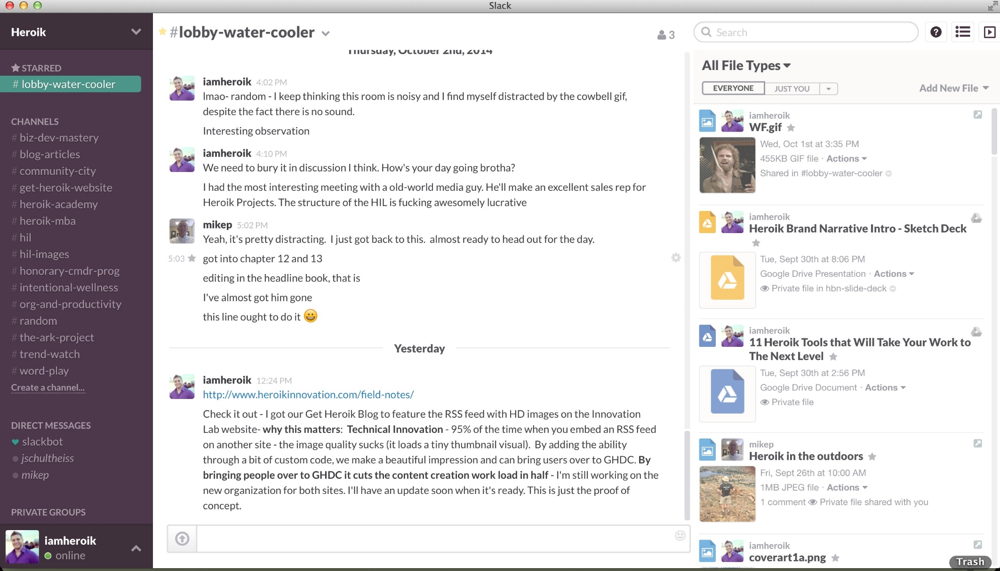 Slack
Heroik
STARRED
# lobby-water-cooler
CHANNELS
# biz-dev-mastery
# blog-articles
# community-city
# get-heroik-website
# heroik-academy
# heroik-mba
# hil
# hil-images
# honorary-cmdr-prog
# intentional-wellness
# org-and-productivity
# random
# the-ark-project
# trend-watch
# word-play
Create a channel...
DIRECT MESSAGES
slackbot
jschultheiss
mikep
PRIVATE GROUPS
iamheroik
online
#lobby-water-cooler
3
Thursday, October 2nd, 2014
iamheroik 4:02 PM
lmao- random - I keep thinking this room is noisy and I find myself distracted by the cowbell gif,
despite the fact there is no sound.
Interesting observation
iamheroik 4:10 PM
We need to bury it in discussion I think. How's your day going brotha?
I had the most interesting meeting with a old-world media guy. He'll make an excellent sales rep for
Heroik Projects. The structure of the HIL is fucking awesomely lucrative
mikep 5:02 PM
Yeah, it's pretty distracting.  I just got back to this.  almost ready to head out for the day.
5:03 got into chapter 12 and 13
editing in the headline book, that is
I've almost got him gone
this line ought to do it 😀
Yesterday
iamheroik 12:24 PM
http://www.heroikinnovation.com/field-notes/
Check it out - I got our Get Heroik Blog to feature the RSS feed with HD images on the Innovation
Lab website- why this matters:  Technical Innovation - 95% of the time when you embed an RSS feed
on another site - the image quality sucks (it loads a tiny thumbnail visual).  By adding the ability
through a bit of custom code, we make a beautiful impression and can bring users over to GHDC. By
bringing people over to GHDC it cuts the content creation work load in half - I'm still working on the
new organization for both sites. I'll have an update soon when it's ready. This is just the proof of
concept.
Search
All File Types
EVERYONE JUST YOU
Add New File
iamheroik
WF.gif
Wed, Oct 1st at 3:35 PM
455KB GIF file · Actions
Shared in #lobby-water-cooler
iamheroik
Heroik Brand Narrative Intro - Sketch Deck
Tue, Sept 30th at 8:06 PM
Google Drive Presentation · Actions
Private file in hbn-slide-deck
iamheroik
11 Heroik Tools that Will Take Your Work to
The Next Level
Tue, Sept 30th at 2:56 PM
Google Drive Document · Actions
Private file
mikep
Heroik in the outdoors
Fri, Sept 26th at 10:00 AM
1MB JPEG file · Actions
1 comment Private file shared with you
iamheroik
coverart1a.png
Trash